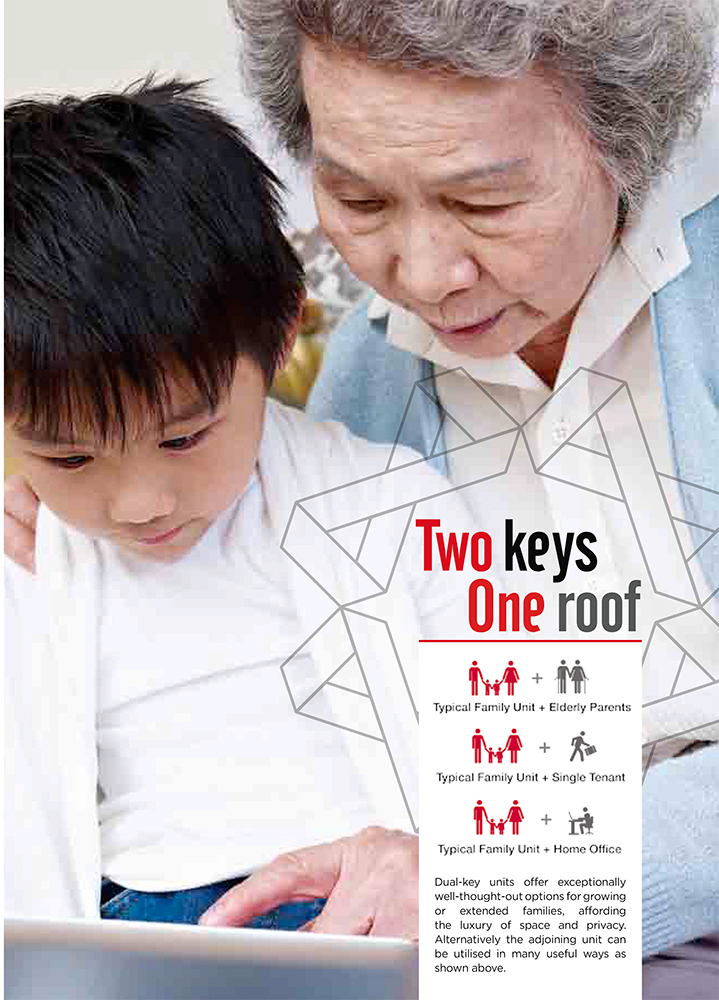 Two keys
One roof
+
Typical Family Unit + Elderly Parents
+
Typical Family Unit + Single Tenant
+
Typical Family Unit + Home Office
Dual-key units offer exceptionally
well-thought-out options for growing
or extended families, affording
the luxury of space and privacy.
Alternatively the adjoining unit can
be utilised in many useful ways as
shown above.